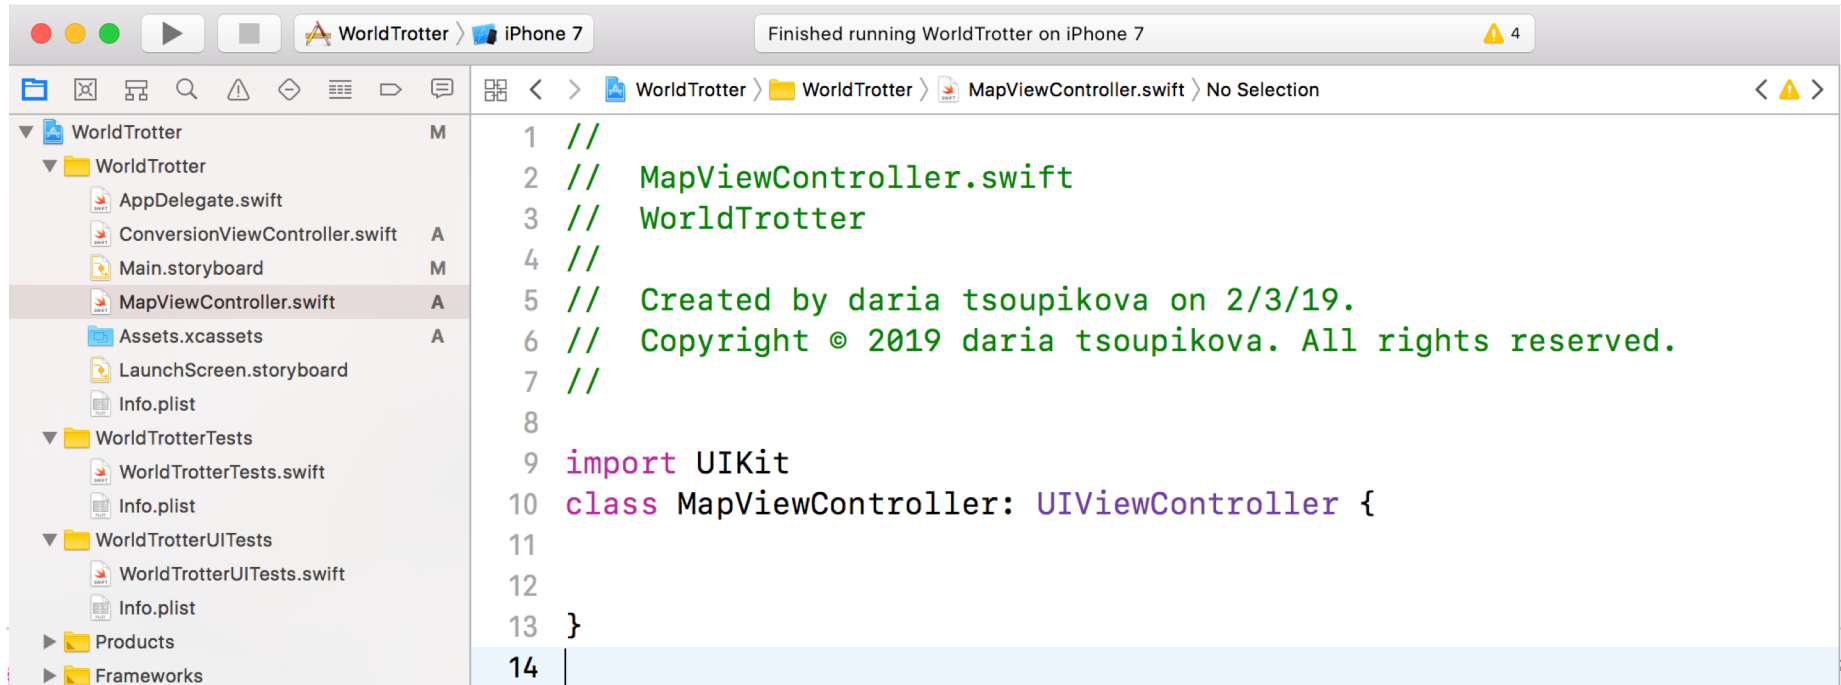 WorldTrotter iPhone 7
Finished running WorldTrotter on iPhone 7
4
WorldTrotter WorldTrotter MapViewController.swift No Selection
WorldTrotter M
WorldTrotter
AppDelegate.swift
ConversionViewController.swift A
Main.storyboard M
MapViewController.swift A
Assets.xcassets A
LaunchScreen.storyboard
Info.plist
WorldTrotterTests
WorldTrotterTests.swift
Info.plist
WorldTrotterUITests
WorldTrotterUITests.swift
Info.plist
Products
Frameworks
1 //
2 //  MapViewController.swift
3 //  WorldTrotter
4 //
5 //  Created by daria tsoupikova on 2/3/19.
6 //  Copyright © 2019 daria tsoupikova. All rights reserved.
7 //
8
9 import UIKit
10 class MapViewController: UIViewController {
11
12
13 }
14